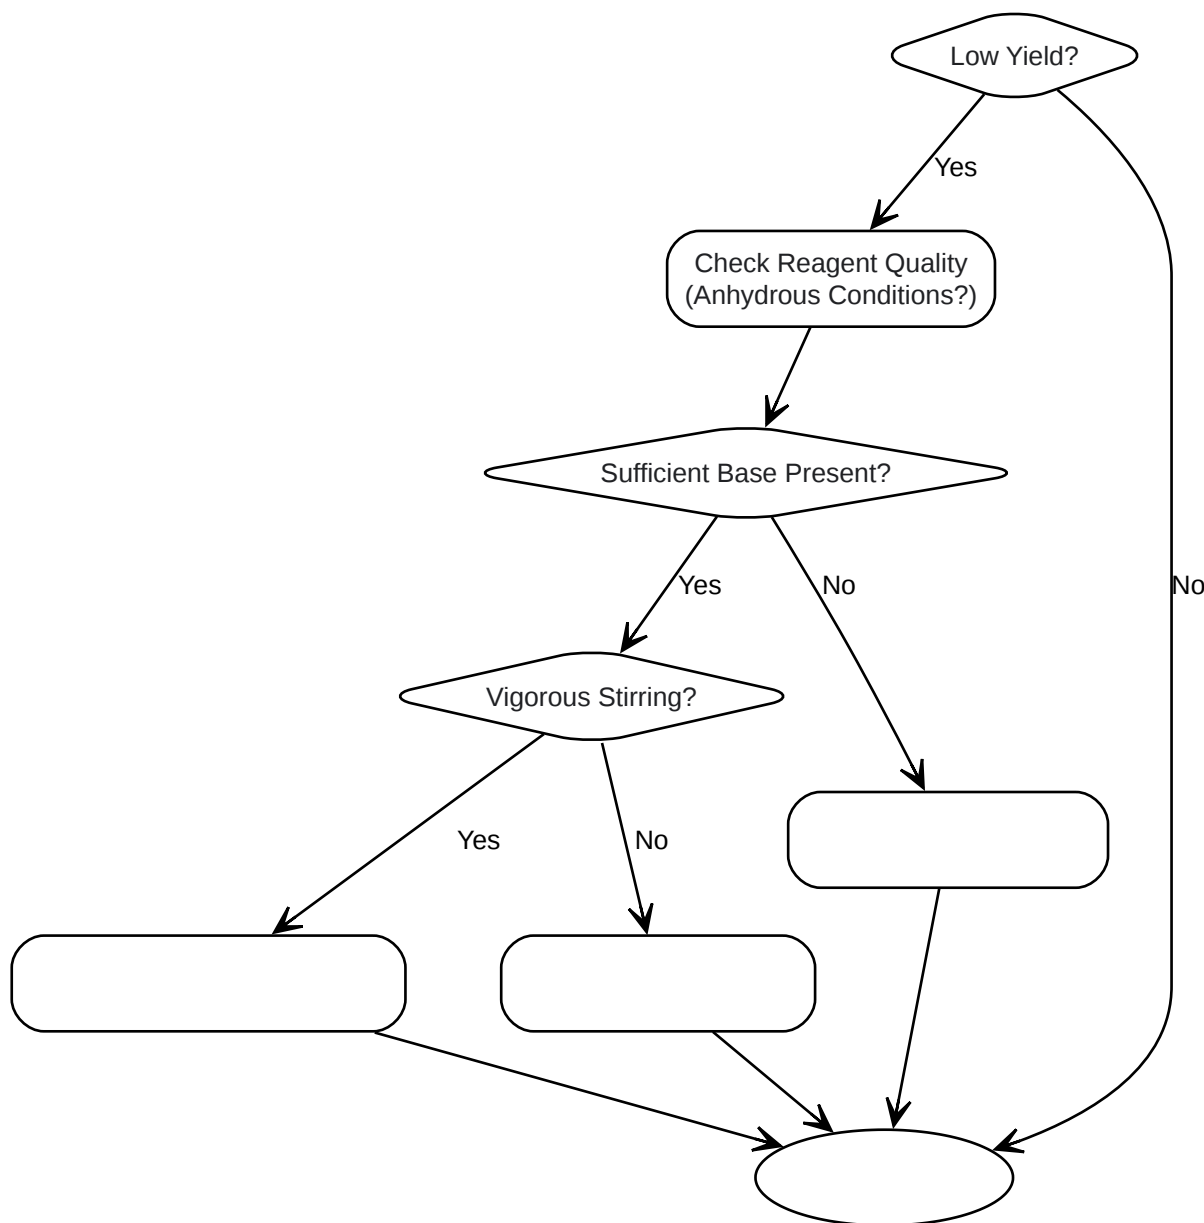 Low Yield?
Yes
Check Reagent Quality
(Anhydrous Conditions?)
Sufficient Base Present?
Yes
No
No
Vigorous Stirring?
Yes
No